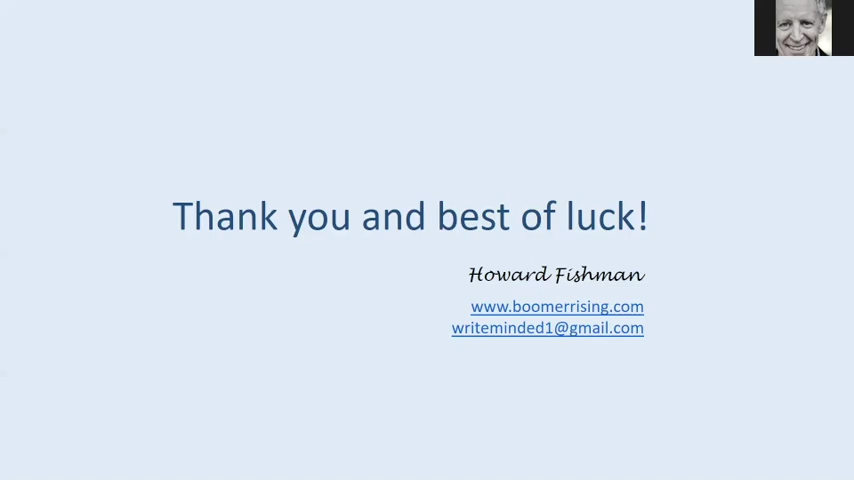 Thank you and best of luck!
Howard Fishman
www.boomerrising.com
writeminded1@gmail.com